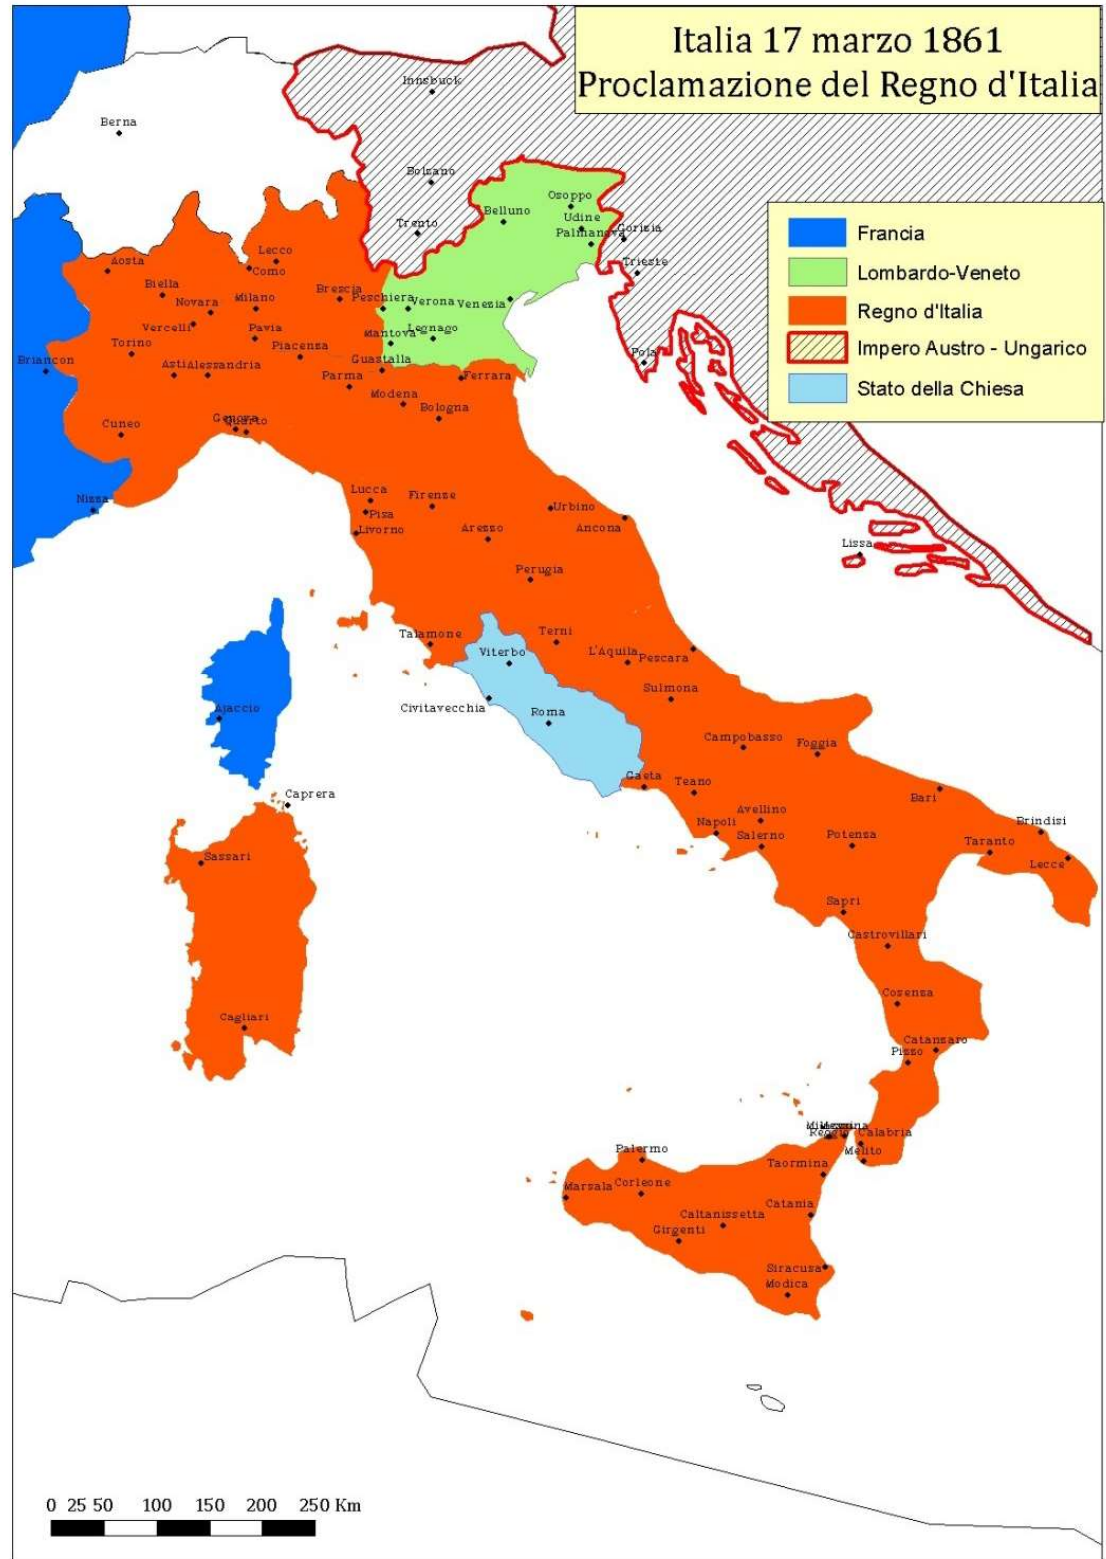 Italia 17 marzo 1861
Proclamazione del Regno d'Italia
Innsbuck
Berna
Bolzano
Trento
Osoppo
Belluno
Udine
Palmanova
Gorizia
Trieste
Francia
Lombardo-Veneto
Regno d'Italia
Impero Austro - Ungarico
Stato della Chiesa
Aosta
Lecco
Como
Biella
Brescia
Novara
Milano
Peschiera
Verona
Venezia
Vercelli
Pavia
Mantova
Legnago
Torino
Piacenza
Pola
Briancon
Asti
Alessandria
Guastalla
Parma
Ferrara
Modena
Bologna
Cuneo
Genova
Quarto
Nizza
Lucca
Firenze
Pisa
Urbino
Livorno
Arezzo
Ancona
Lissa
Perugia
Talamone
Terni
Viterbo
L'Aquila
Pescara
Sulmona
Ajaccio
Civitavecchia
Roma
Campobasso
Foggia
Gaeta
Teano
Caprera
Bari
Avellino
Napoli
Salerno
Potenza
Brindisi
Taranto
Lecce
Sassari
Sapri
Castrovillari
Cosenza
Cagliari
Catanzaro
Pizzo
Messina
Reggio
Calabria
Melito
Palermo
Taormina
Marsala
Corleone
Catania
Caltanissetta
Girgenti
Siracusa
Modica
0 25 50 100 150 200 250 Km